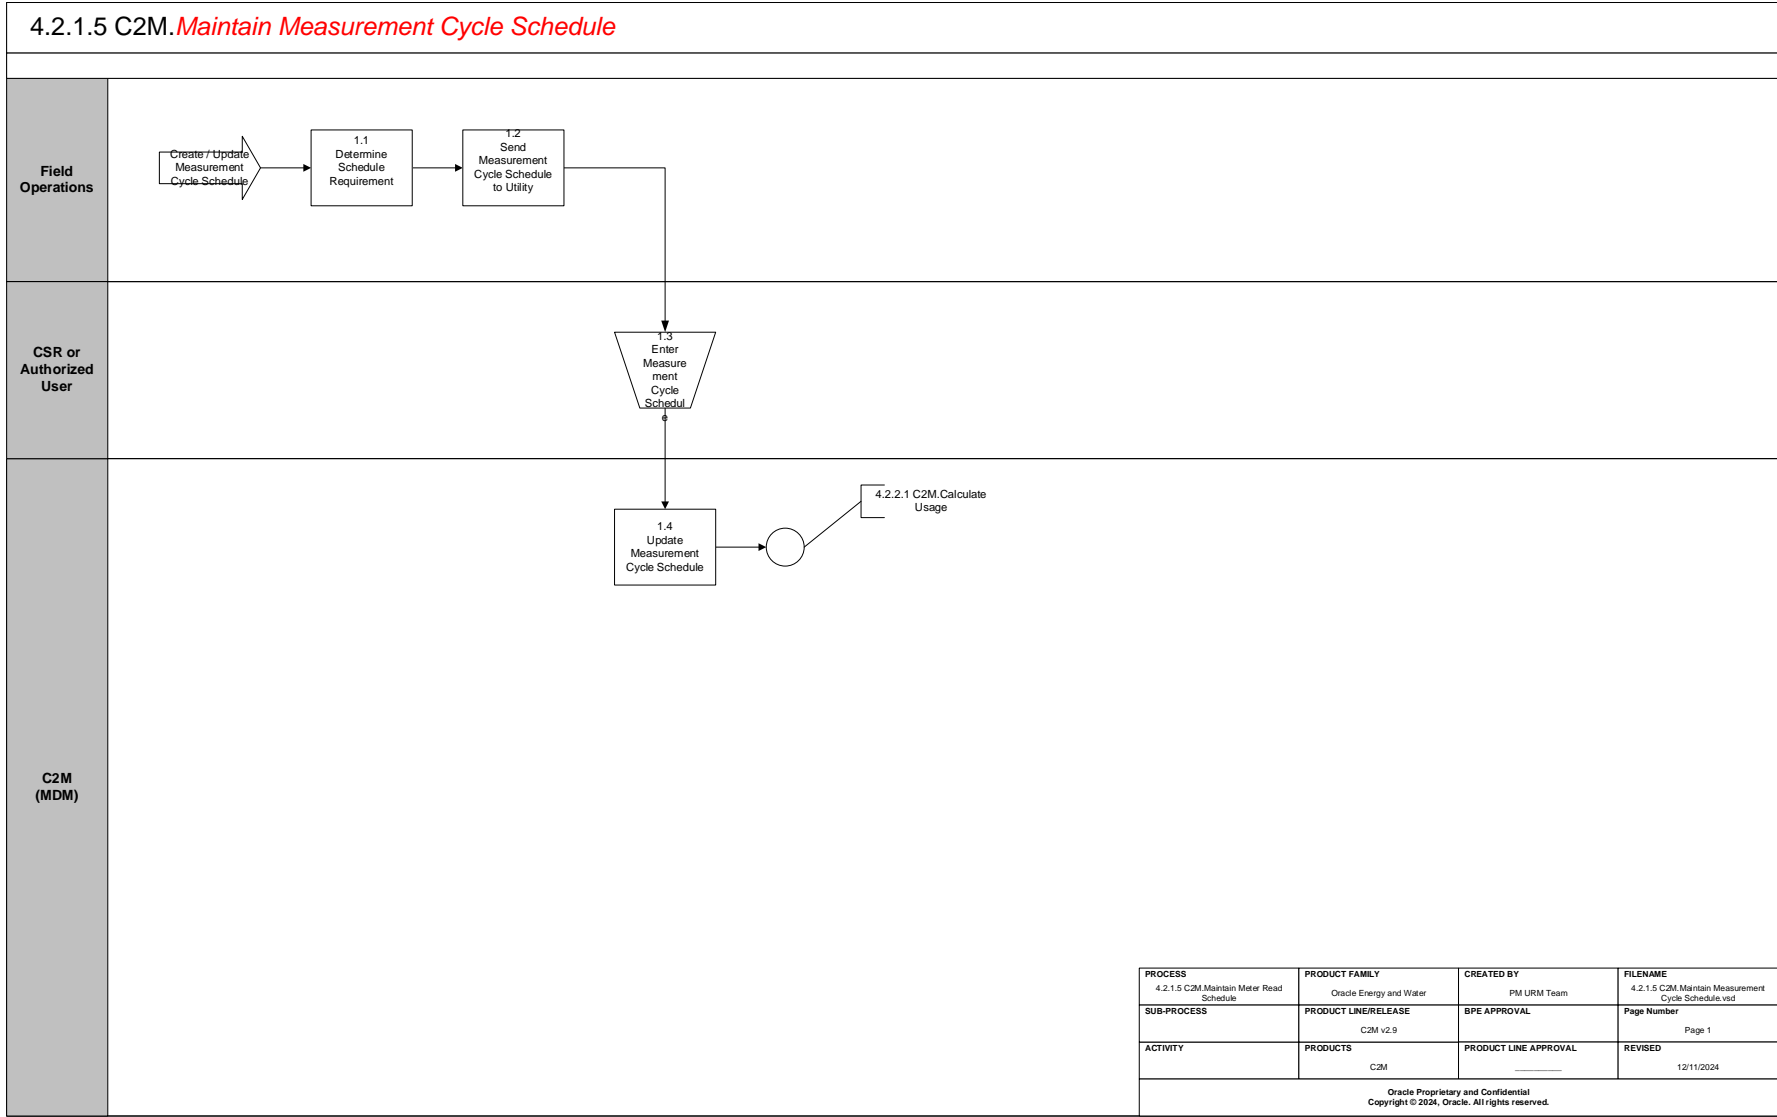 4.2.1.5 C2M.Maintain Measurement Cycle Schedule
Field
Operations
Create / Update
Measurement
Cycle Schedule
1.1
Determine
Schedule
Requirement
1.2
Send
Measurement
Cycle Schedule
to Utility
CSR or
Authorized
User
1.3
Enter
Measure
ment
Cycle
Schedul
e
C2M
(MDM)
1.4
Update
Measurement
Cycle Schedule
4.2.2.1 C2M.Calculate
Usage
PROCESS
4.2.1.5 C2M.Maintain Meter Read
Schedule
PRODUCT FAMILY
Oracle Energy and Water
CREATED BY
PM URM Team
FILENAME
4.2.1.5 C2M.Maintain Measurement
Cycle Schedule.vsd
SUB-PROCESS
PRODUCT LINE/RELEASE
C2M v2.9
BPE APPROVAL
Page Number
Page 1
ACTIVITY
PRODUCTS
C2M
PRODUCT LINE APPROVAL
__________
REVISED
12/11/2024
Oracle Proprietary and Confidential
Copyright © 2024, Oracle. All rights reserved.